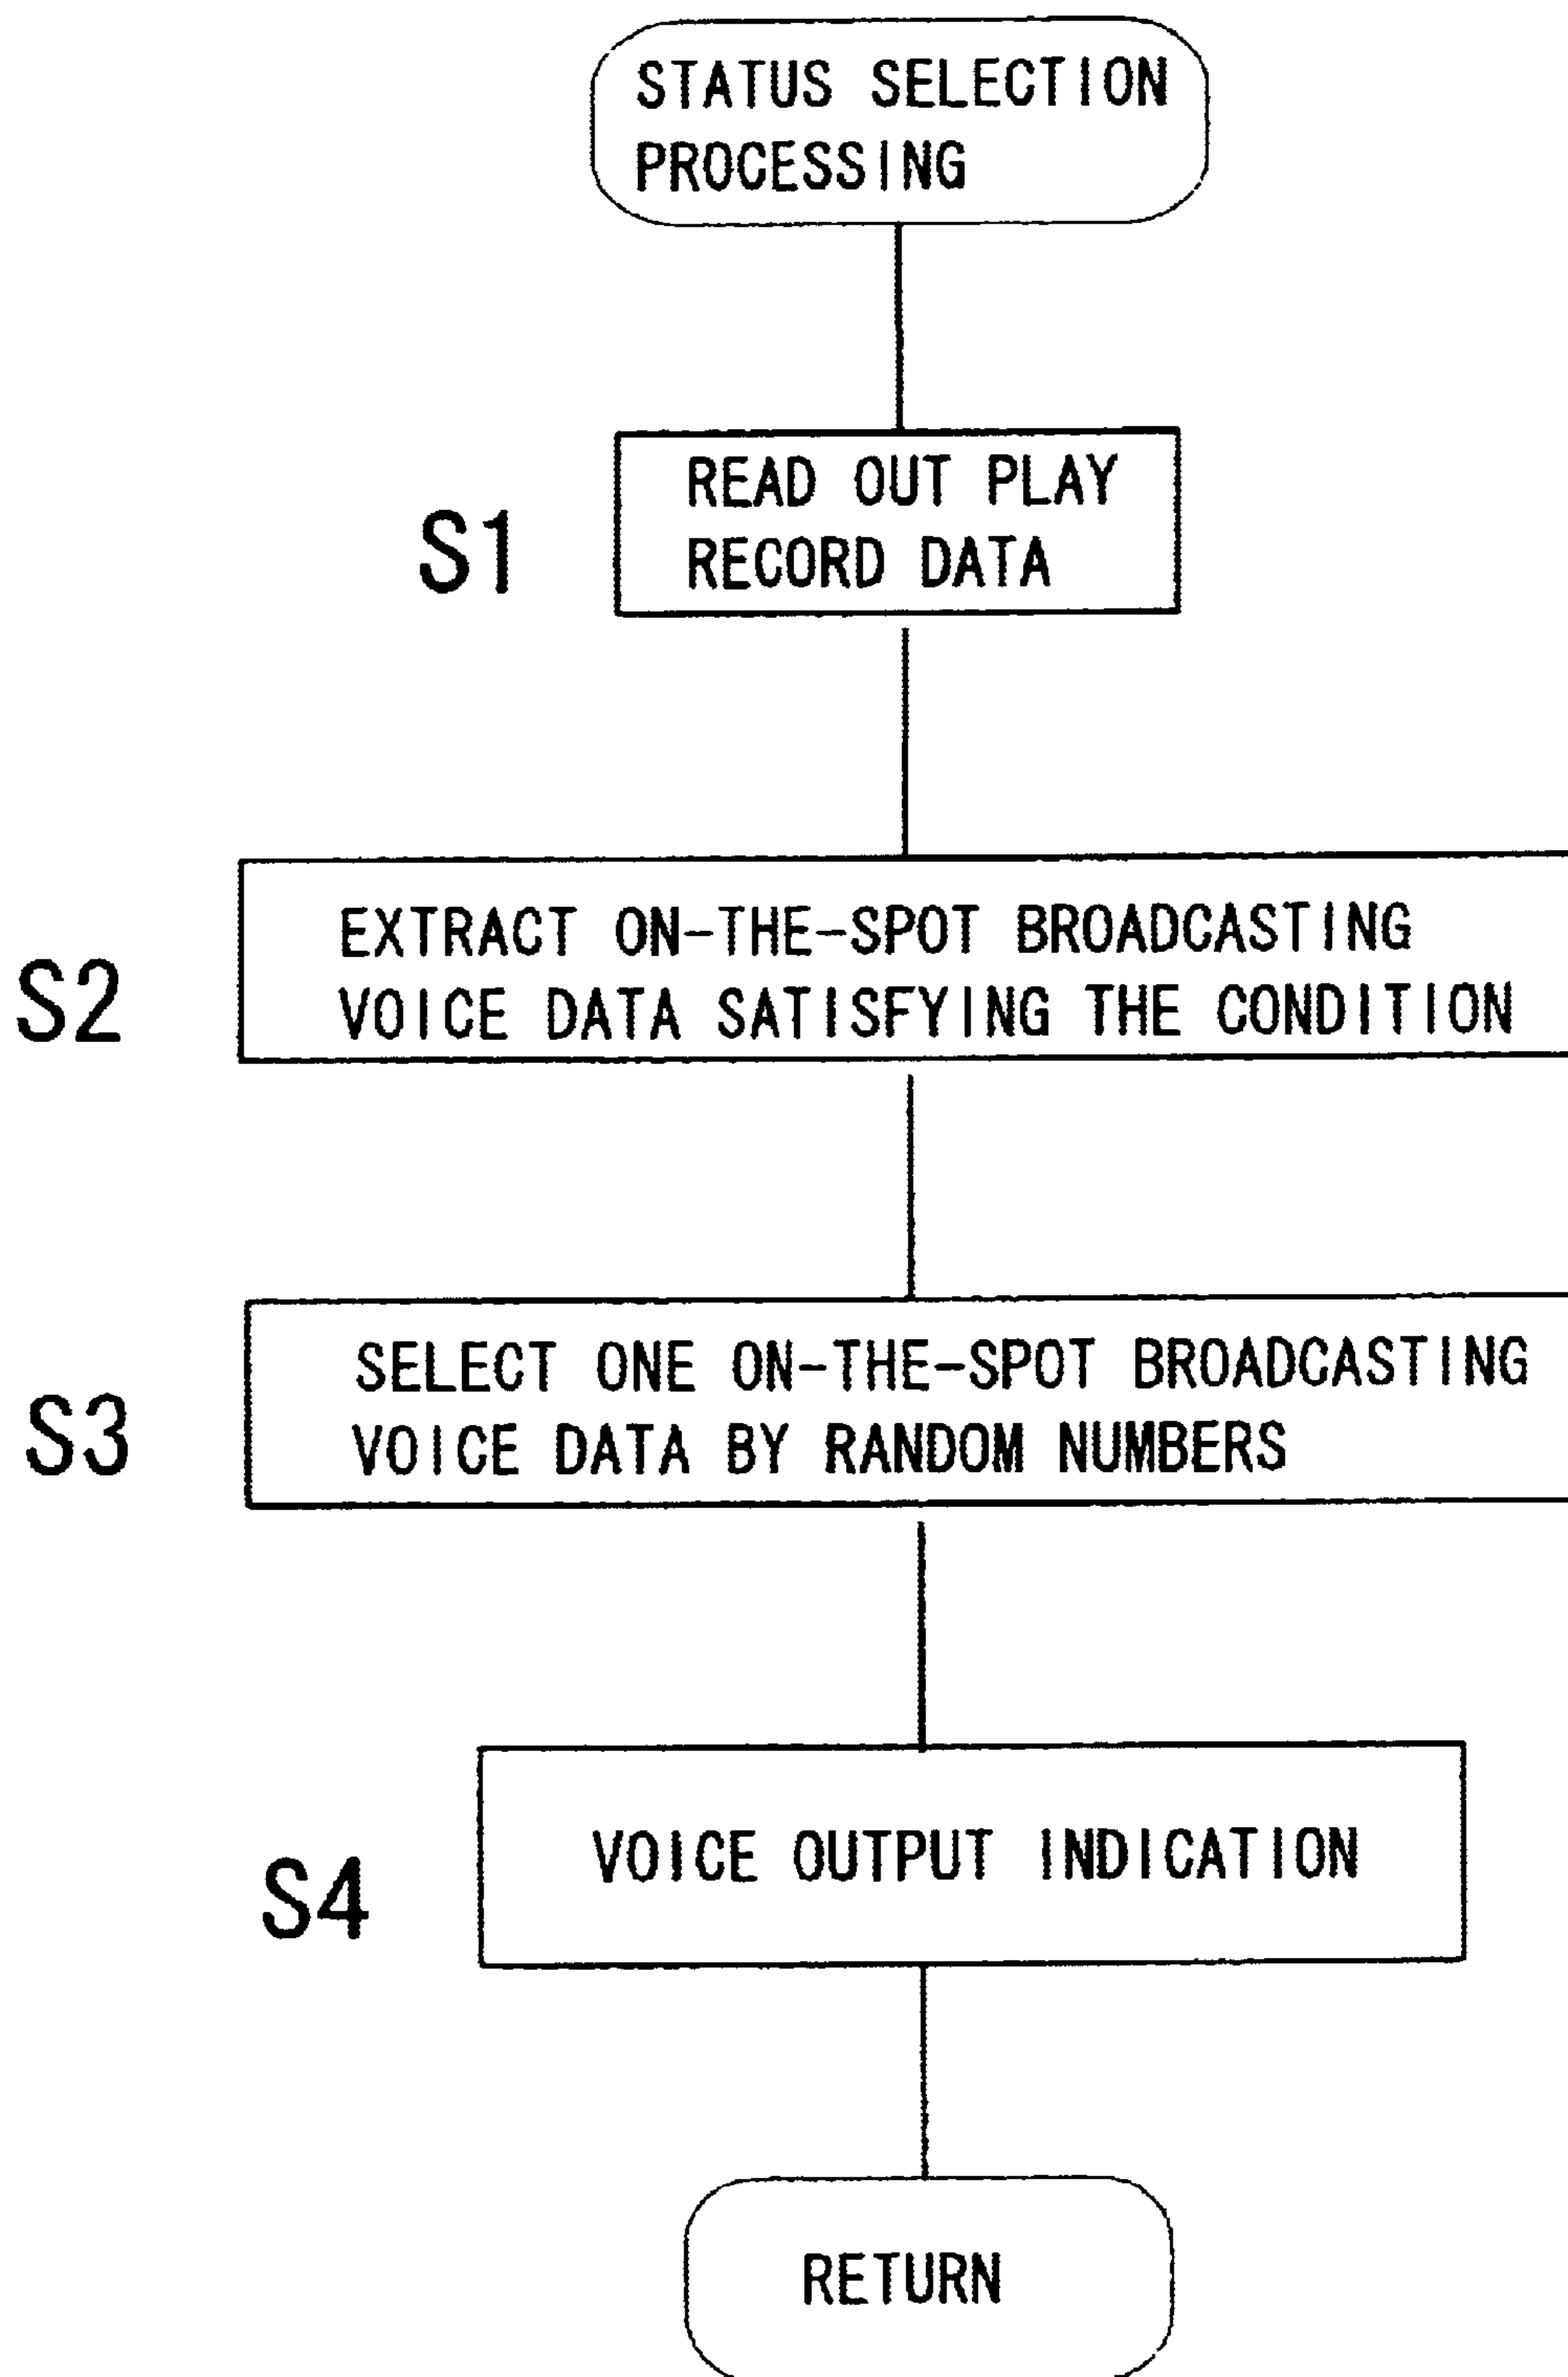 STATUS SELECTION
PROCESSING
S1
READ OUT PLAY
RECORD DATA
S2
EXTRACT ON-THE-SPOT BROADCASTING
VOICE DATA SATISFYING THE CONDITION
S3
SELECT ONE ON-THE-SPOT BROADCASTING
VOICE DATA BY RANDOM NUMBERS
S4
VOICE OUTPUT INDICATION
RETURN